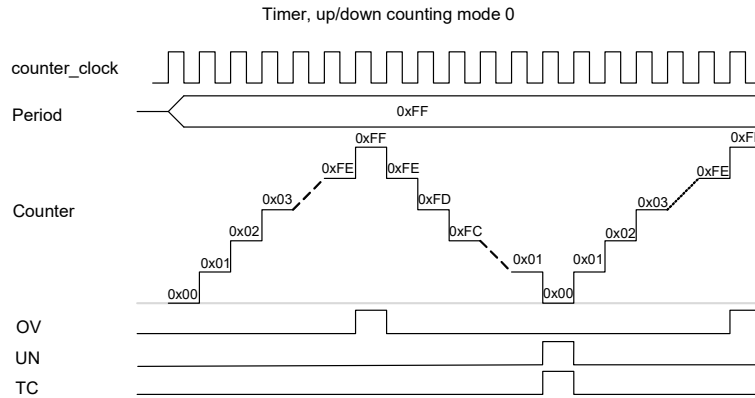 Timer, up/down counting mode 0
counter_clock
Period
0xFF
Counter
0x00
0x01
0x02
0x03
0xFE
0xFF
0xFE
0xFD
0xFC
0x01
0x00
0x01
0x02
0x03
0xFE
OV
UN
TC